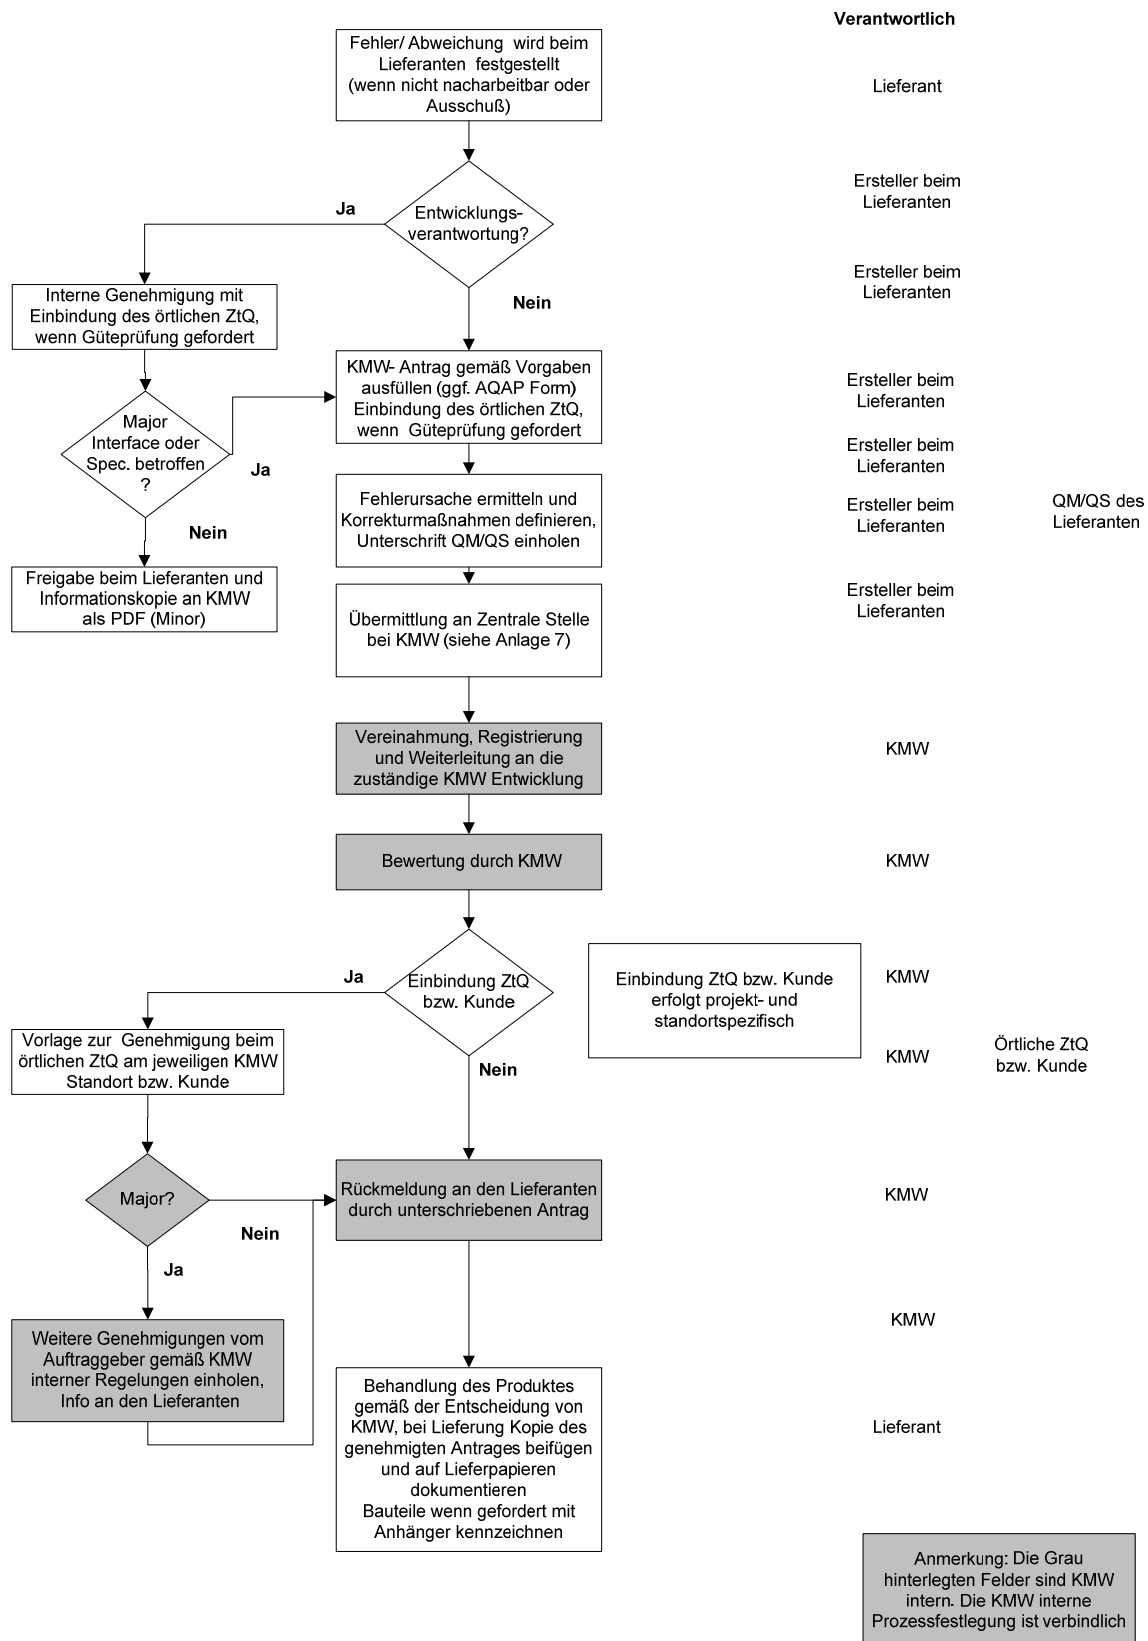 Verantwortlich
Fehler/ Abweichung wird beim
Lieferanten festgestellt
(wenn nicht nacharbeitbar oder
Ausschuß)
Lieferant
Entwicklungs-
verantwortung?
Ja
Nein
Ersteller beim
Lieferanten
Ersteller beim
Lieferanten
Interne Genehmigung mit
Einbindung des örtlichen ZtQ,
wenn Güteprüfung gefordert
KMW- Antrag gemäß Vorgaben
ausfüllen (ggf. AQAP Form)
Einbindung des örtlichen ZtQ,
wenn Güteprüfung gefordert
Ersteller beim
Lieferanten
Major
Interface oder
Spec. betroffen
?
Ja
Nein
Ersteller beim
Lieferanten
Fehlerursache ermitteln und
Korrekturmaßnahmen definieren,
Unterschrift QM/QS einholen
Ersteller beim
Lieferanten
QM/QS des
Lieferanten
Freigabe beim Lieferanten und
Informationskopie an KMW
als PDF (Minor)
Übermittlung an Zentrale Stelle
bei KMW (siehe Anlage 7)
Ersteller beim
Lieferanten
Vereinahmung, Registrierung
und Weiterleitung an die
zuständige KMW Entwicklung
KMW
Bewertung durch KMW
KMW
Einbindung ZtQ
bzw. Kunde
Ja
Nein
Einbindung ZtQ bzw. Kunde
erfolgt projekt- und
standortspezifisch
KMW
Vorlage zur Genehmigung beim
örtlichen ZtQ am jeweiligen KMW
Standort bzw. Kunde
KMW
Örtliche ZtQ
bzw. Kunde
Major?
Nein
Ja
Rückmeldung an den Lieferanten
durch unterschriebenen Antrag
KMW
Weitere Genehmigungen vom
Auftraggeber gemäß KMW
interner Regelungen einholen,
Info an den Lieferanten
KMW
Behandlung des Produktes
gemäß der Entscheidung von
KMW, bei Lieferung Kopie des
genehmigten Antrages beifügen
und auf Lieferpapieren
dokumentieren
Bauteile wenn gefordert mit
Anhänger kennzeichnen
Lieferant
Anmerkung: Die Grau
hinterlegten Felder sind KMW
intern. Die KMW interne
Prozessfestlegung ist verbindlich